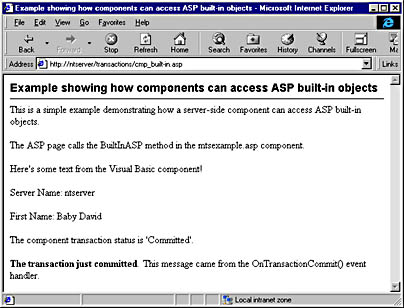 Example showing how components can access ASP built-in objects - Microsoft Internet Explorer
File Edit View Go Favorites Help
Back Forward Stop Refresh Home Search Favorites History Channels Fullscreen Ma
Address http://ntserver/transactions/cmp_built-in.asp Links
Example showing how components can access ASP built-in objects
This is a simple example demonstrating how a server-side component can access ASP built-in
objects.
The ASP page calls the BuiltInASP method in the mtsexample.asp component.
Here's some text from the Visual Basic component!
Server Name: ntserver
First Name: Baby David
The component transaction status is 'Committed'.
The transaction just committed. This message came from the OnTransactionCommit() event
handler.
Local intranet zone